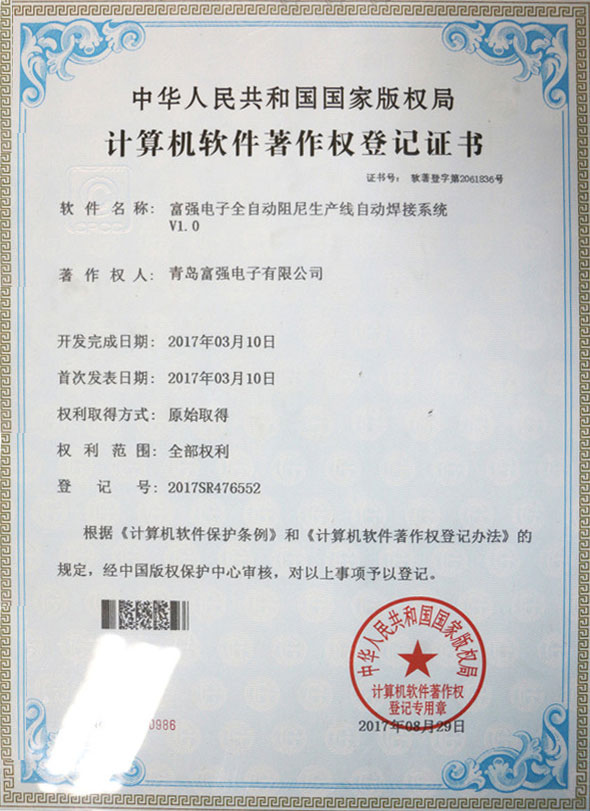 中华人民共和国国家版权局
计算机软件著作权登记证书
证书号： 软著登字第2061836号
软件名称： 富强电子全自动阻尼生产线自动焊接系统
V1.0
著作权人： 青岛富强电子有限公司
开发完成日期： 2017年03月10日
首次发表日期： 2017年03月10日
权利取得方式： 原始取得
权利范围： 全部权利
登记号： 2017SR476552
根据《计算机软件保护条例》和《计算机软件著作权登记办法》的
规定，经中国版权保护中心审核，对以上事项予以登记。
中华人民共和国国家版权局
计算机软件著作权
登记专用章
2017年08月29日
0986